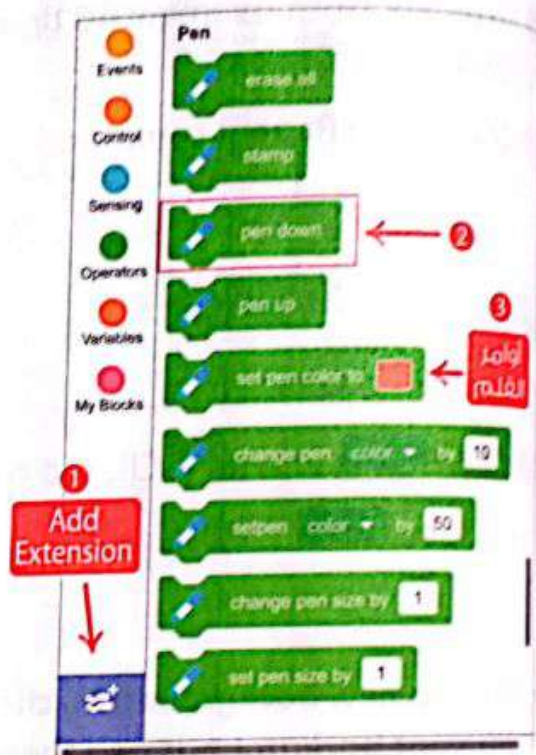 Pen
Events
erase all
Control
stamp
Sensing
pen down
2
Operators
pen up
Variables
3
set pen color to
أوامر
القلم
My Blocks
change pen color by 10
1
Add
Extension
setpen color by 50
change pen size by 1
set pen size by 1